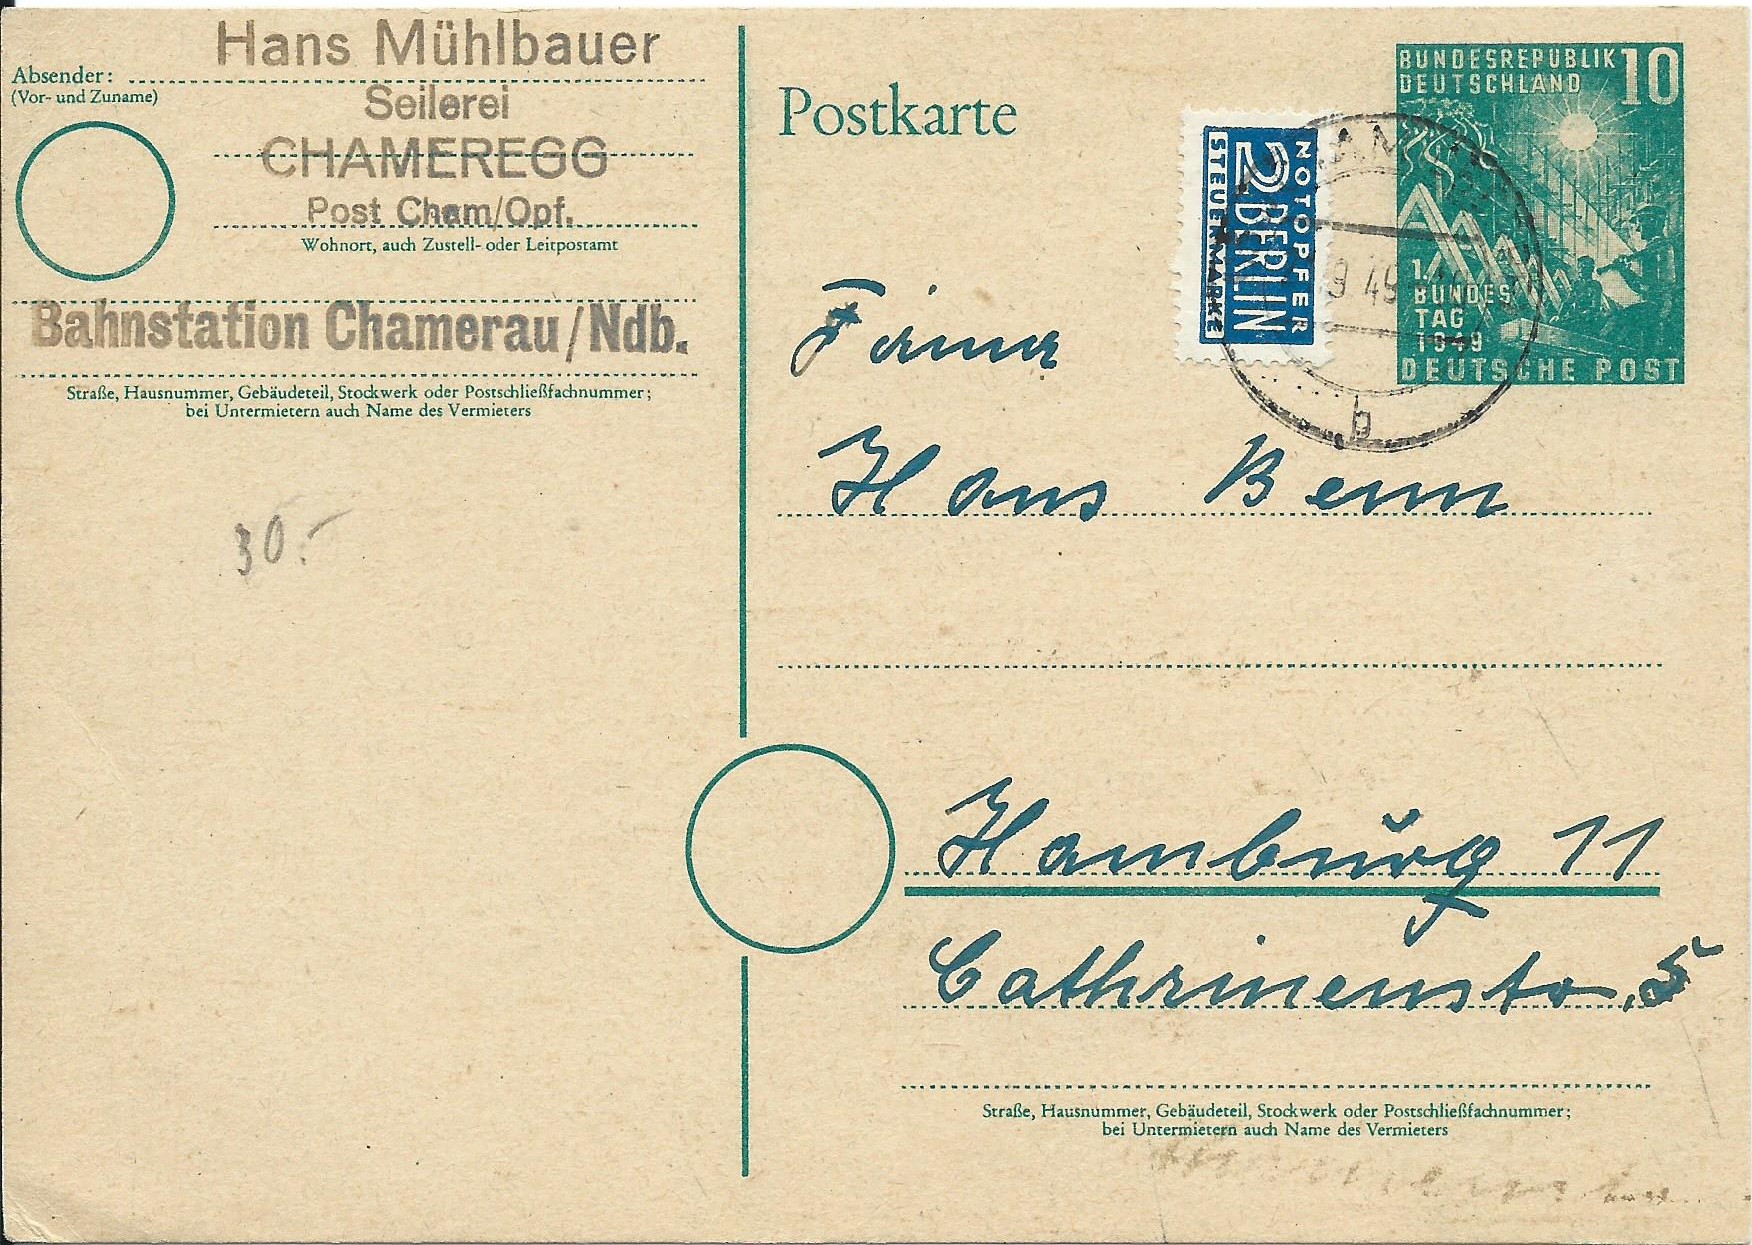 Hans Mühlbauer
Absender:
(Vor- und Zuname)
Seilerei
CHAMEREGG
Post Cham/Opf.
Wohnort, auch Zustell- oder Leitpostamt
Bahnstation Chamerau/Ndb.
Straße, Hausnummer, Gebäudeteil, Stockwerk oder Postschließfachnummer;
bei Untermietern auch Name des Vermieters
30.-
Postkarte
NOTOPFER
2 BERLIN
STEUERMARKE
BUNDESREPUBLIK 10
DEUTSCHLAND
1.
BUNDES
TAG
1949
DEUTSCHE POST
9 49
b
Firma
Hans Benn
Hamburg 11
Cathrinenstr. 5
Straße, Hausnummer, Gebäudeteil, Stockwerk oder Postschließfachnummer;
bei Untermietern auch Name des Vermieters